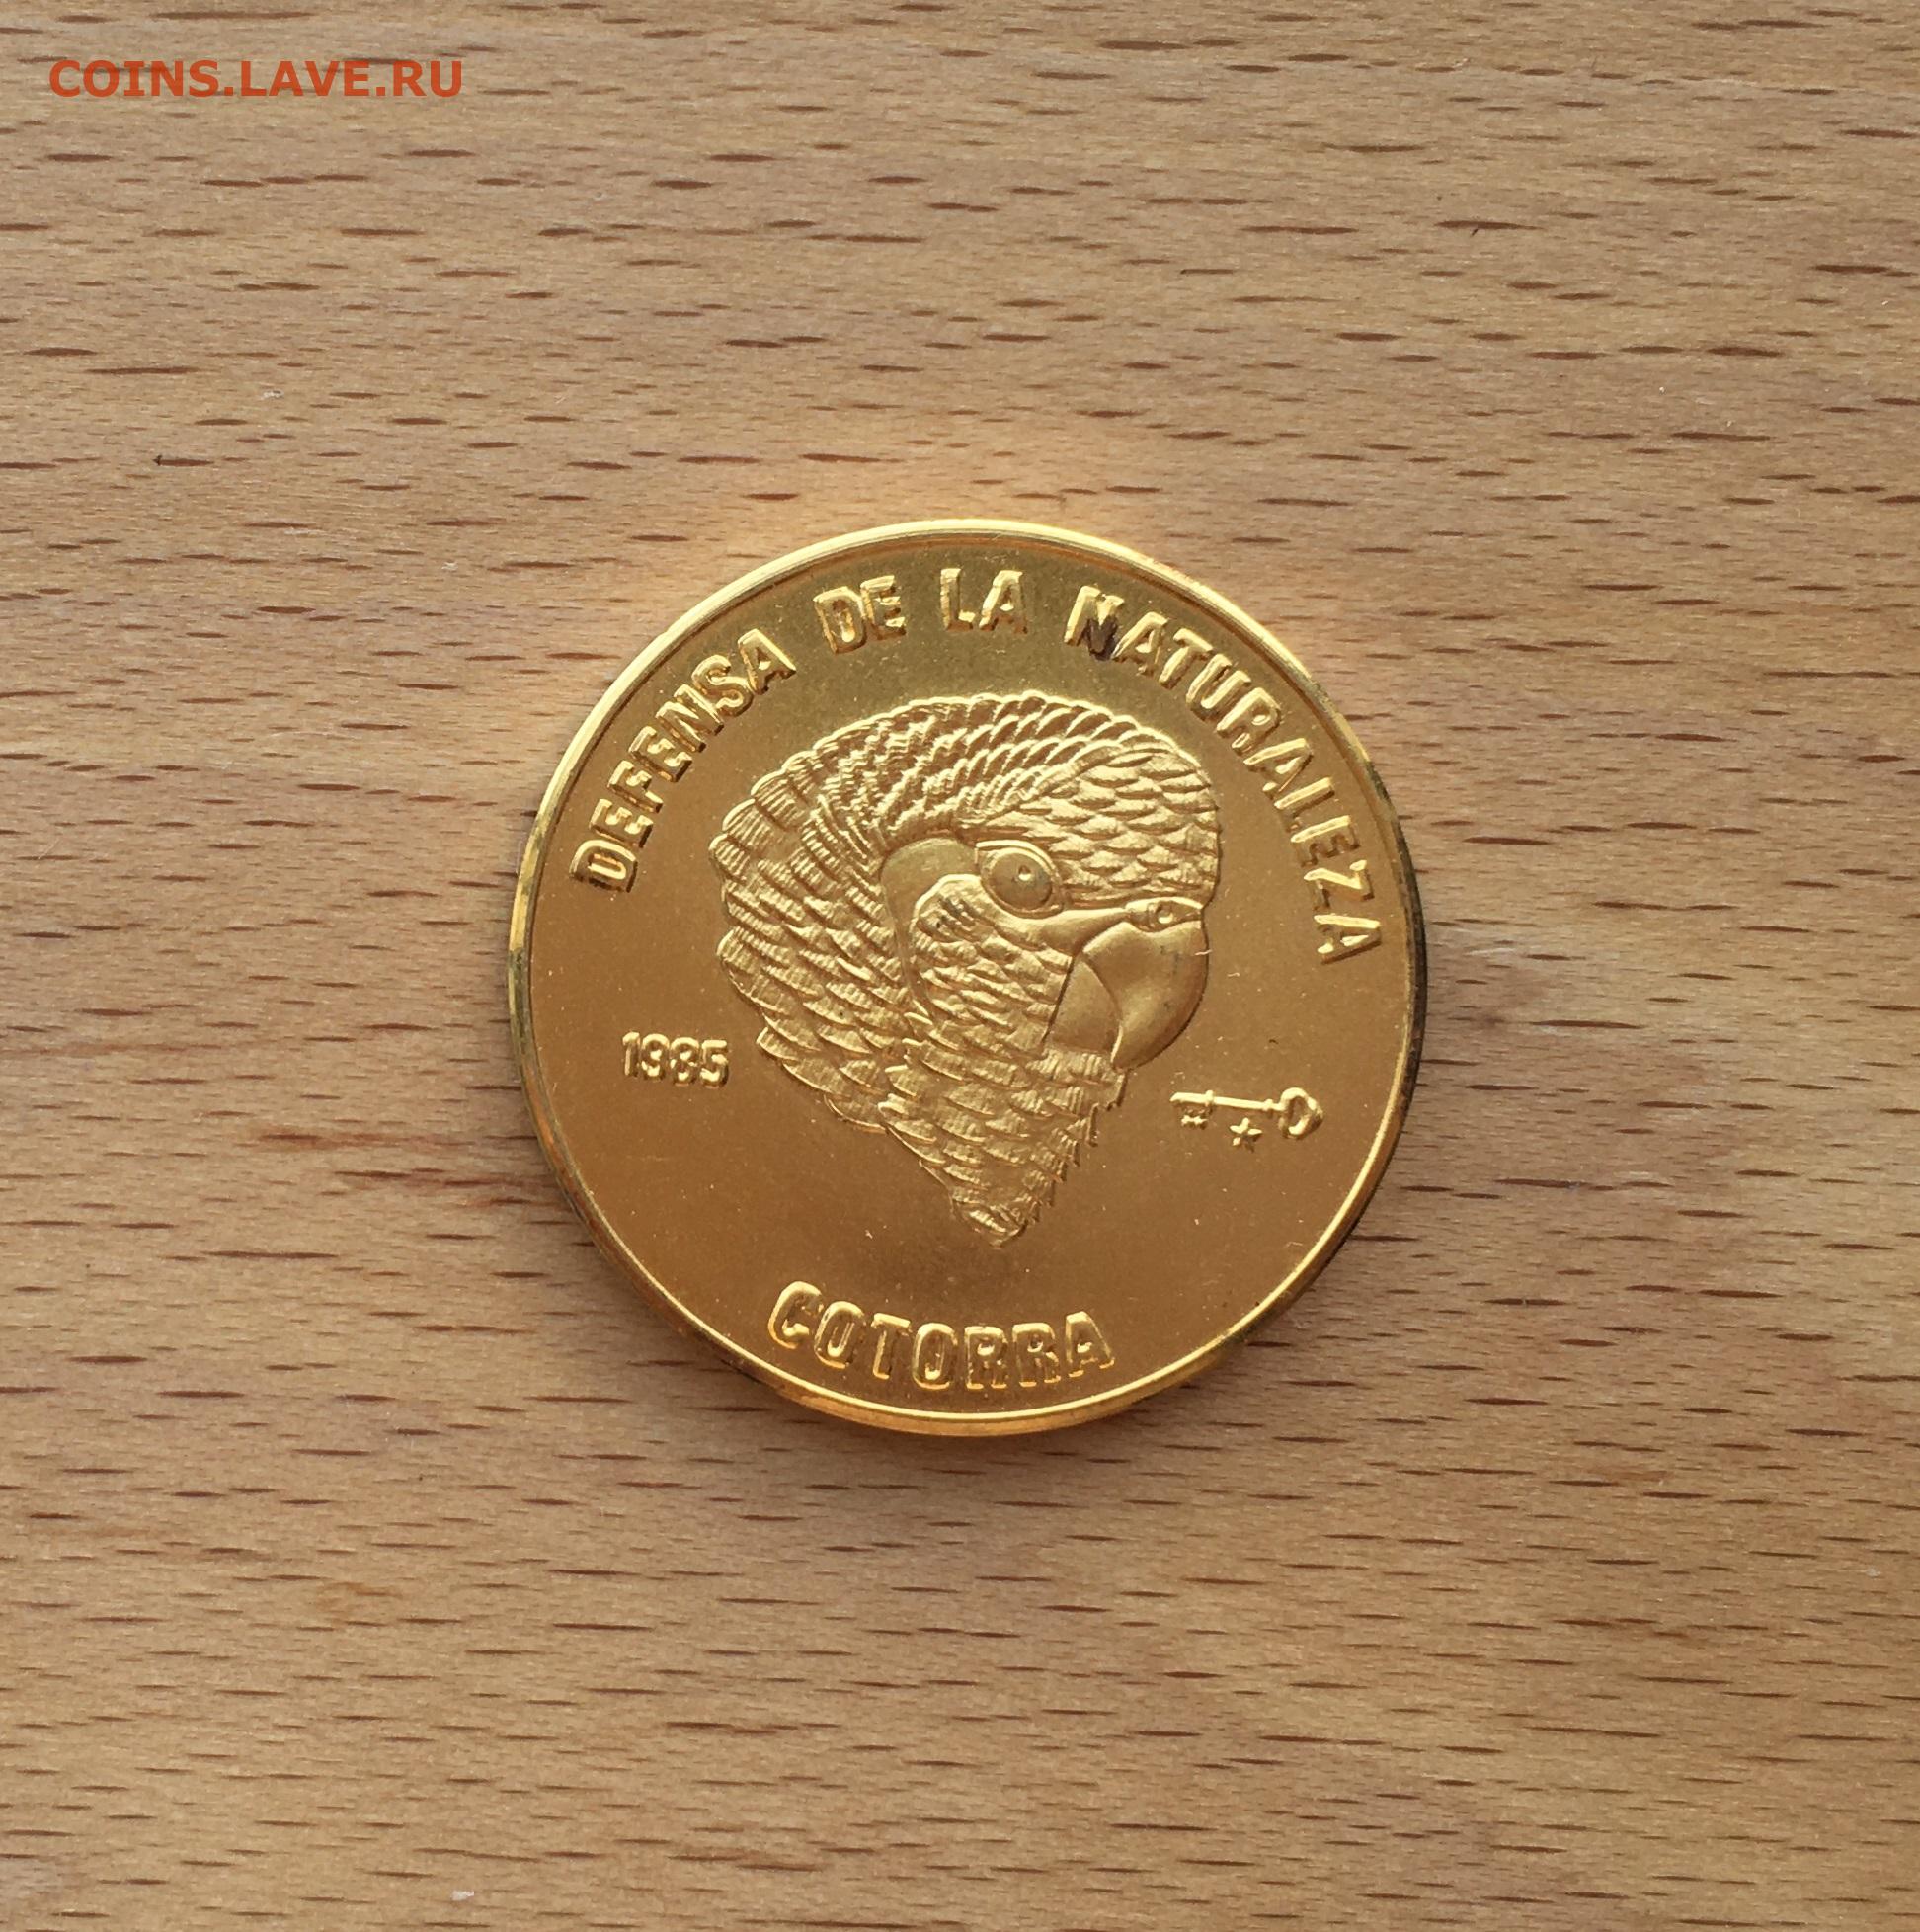 COINS.LAVE.RU
DEFENSA DE LA NATURALEZA
1985
COTORRA